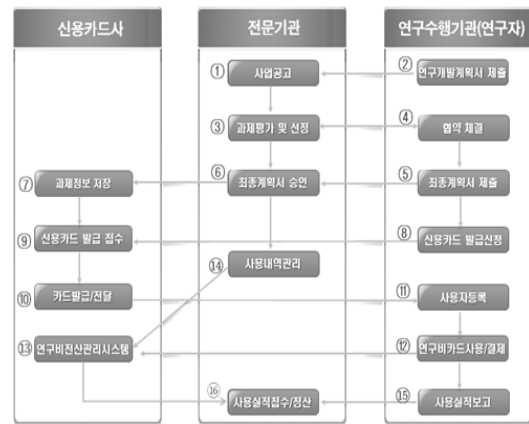 신용카드사
전문기관
연구수행기관(연구자)
① 사업공고
② 연구개발계획서 제출
③ 과제평가 및 선정
④ 협약 체결
⑦ 과제정보 저장
⑥ 최종계획서 승인
⑤ 최종계획서 제출
⑨ 신용카드 발급 접수
⑧ 신용카드 발급신청
⑭ 사용내역관리
⑩ 카드발급/전달
⑪ 사용자등록
⑬ 연구비전산관리시스템
⑫ 연구비카드사용/결제
⑯ 사용실적접수/정산
⑮ 사용실적보고